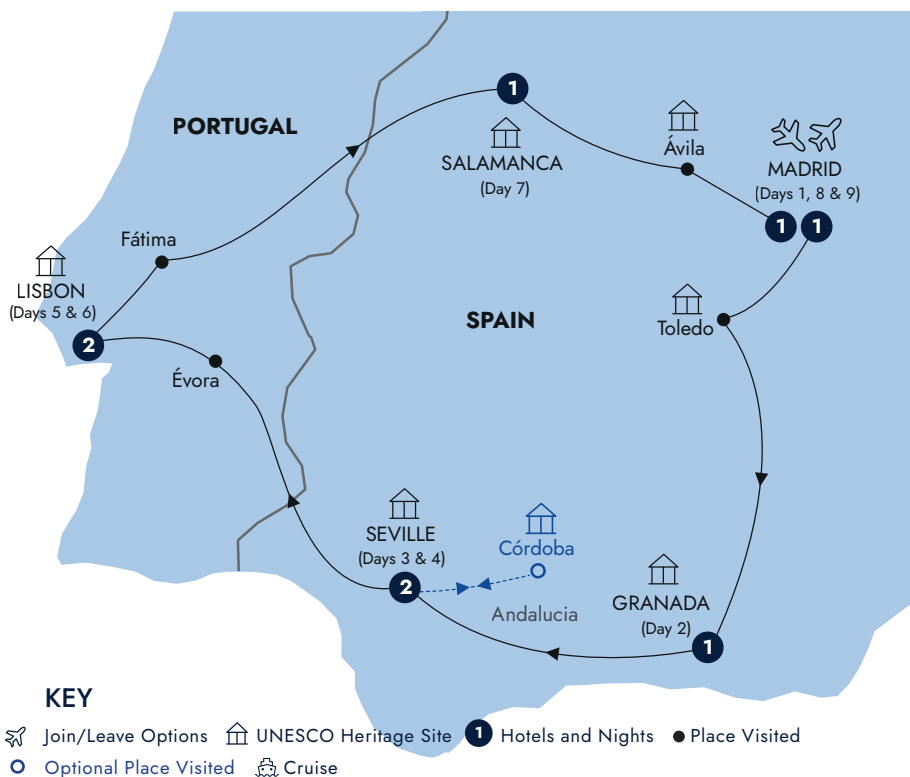 PORTUGAL
1
SALAMANCA
(Day 7)
Ávila
MADRID
(Days 1, 8 & 9)
1
1
Fátima
LISBON
(Days 5 & 6)
2
Évora
SPAIN
Toledo
SEVILLE
(Days 3 & 4)
2
Córdoba
Andalucia
GRANADA
(Day 2)
1
KEY
Join/Leave Options UNESCO Heritage Site 1 Hotels and Nights Place Visited
Optional Place Visited Cruise